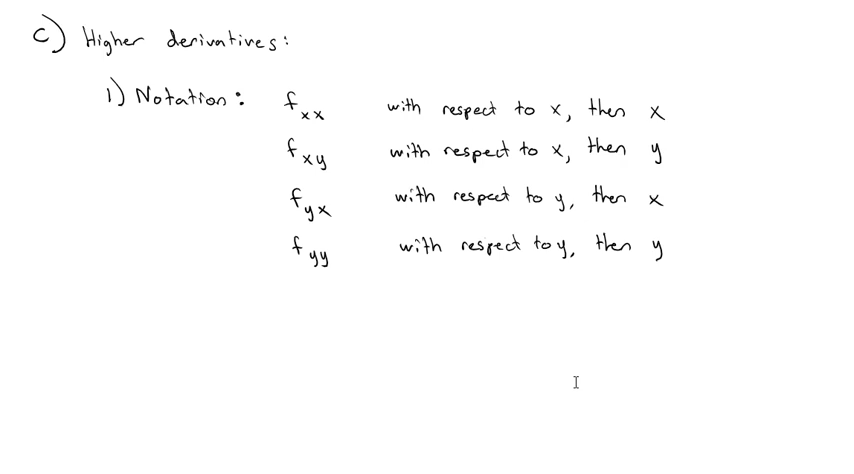 c) Higher derivatives:
1) Notation: fxx with respect to x, then x
fxy with respect to x, then y
fyx with respect to y, then x
fyy with respect to y, then y